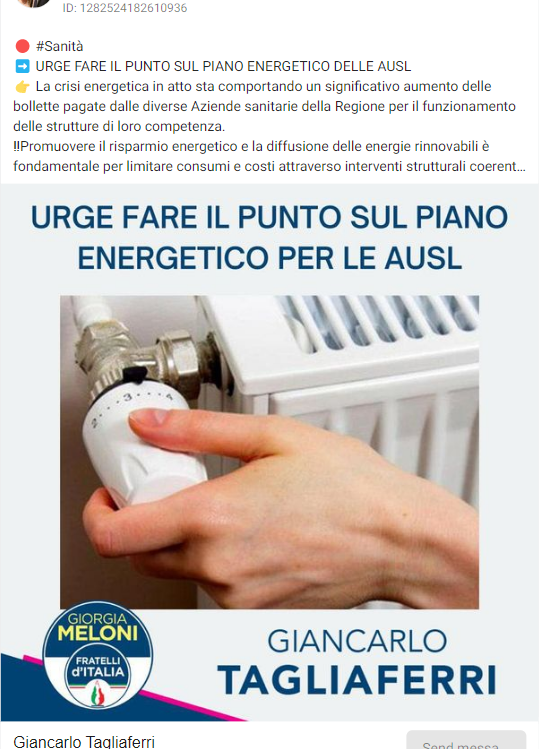 ID: 1282524182610936
🔴 #Sanità
➡️ URGE FARE IL PUNTO SUL PIANO ENERGETICO DELLE AUSL
👉 La crisi energetica in atto sta comportando un significativo aumento delle
bollette pagate dalle diverse Aziende sanitarie della Regione per il funzionamento
delle strutture di loro competenza.
‼️Promuovere il risparmio energetico e la diffusione delle energie rinnovabili è
fondamentale per limitare consumi e costi attraverso interventi strutturali coerent...
URGE FARE IL PUNTO SUL PIANO
ENERGETICO PER LE AUSL
2 · · · 3 · · · 4
GIORGIA
MELONI
FRATELLI
d'ITALIA
GIANCARLO
TAGLIAFERRI
Giancarlo Tagliaferri
Send messa...